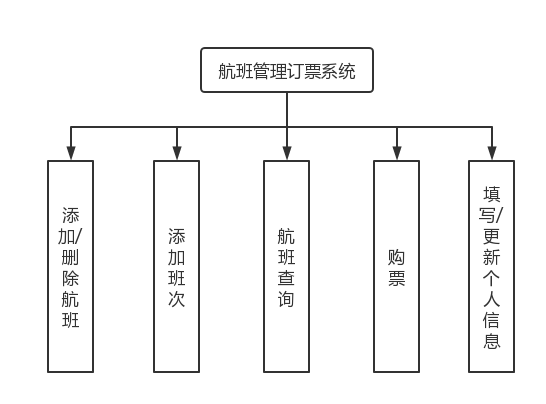 航班管理订票系统
添加/删除航班
添加班次
航班查询
购票
填写/更新个人信息